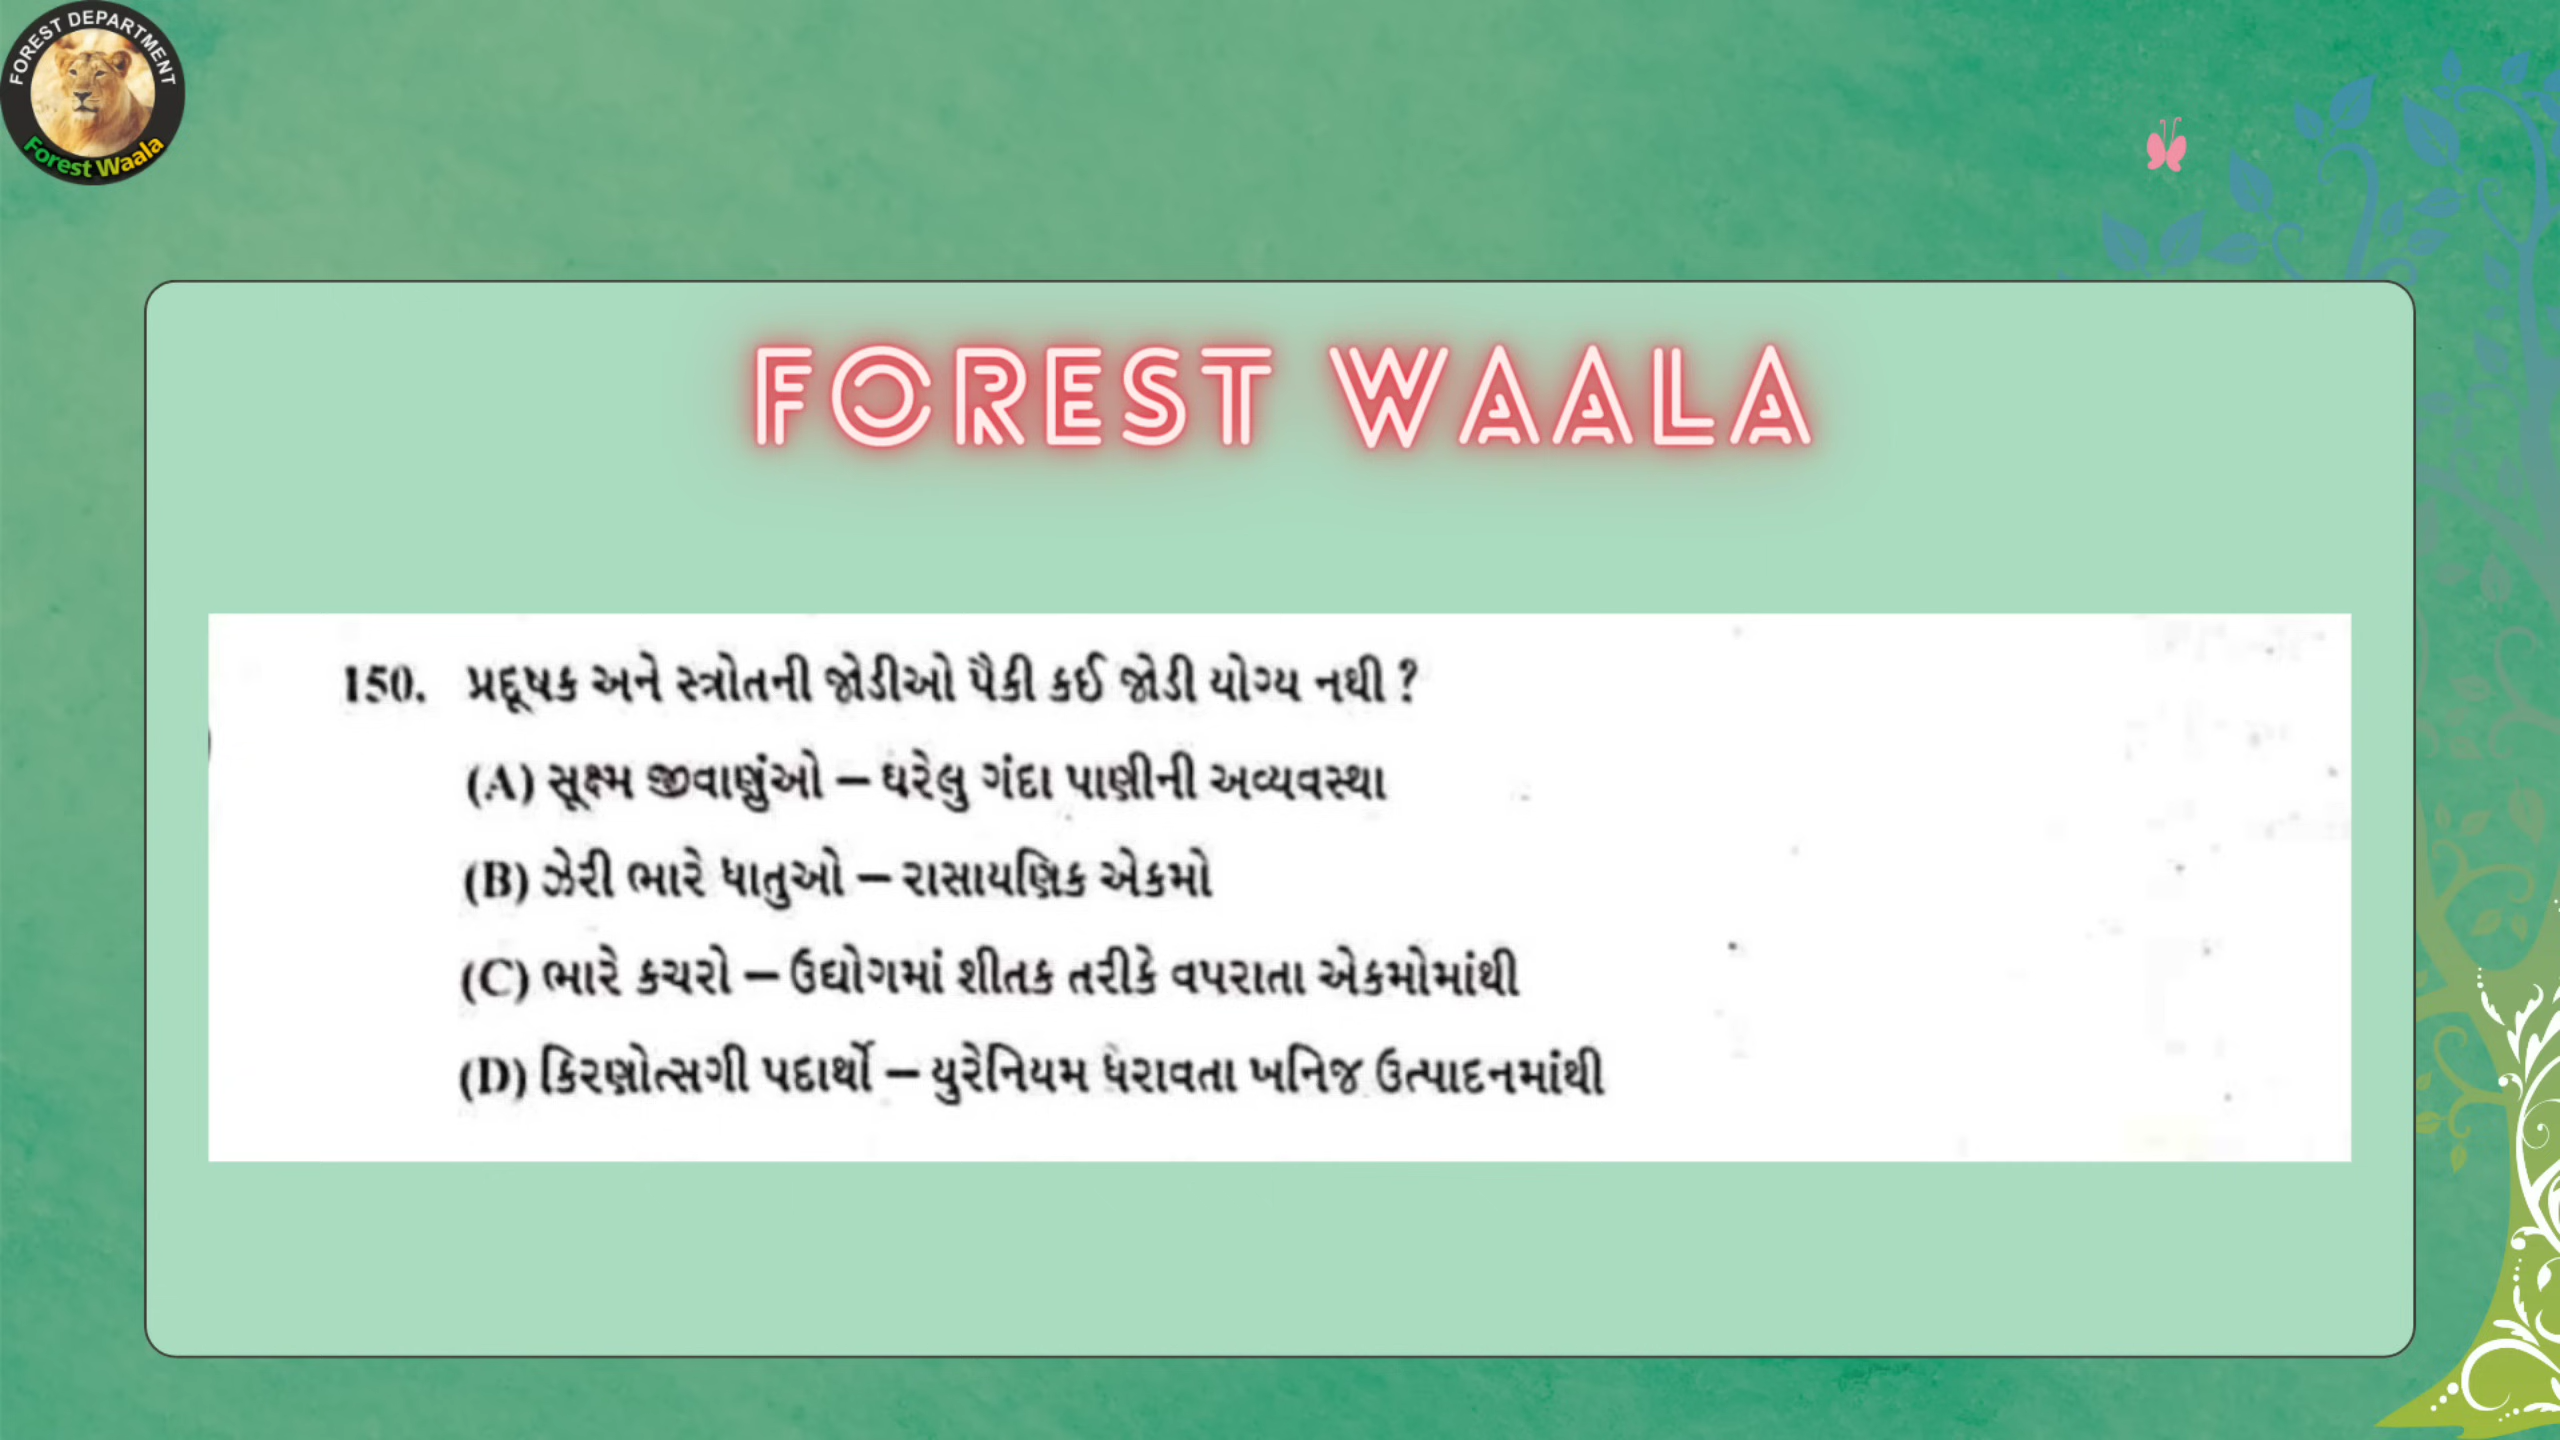 FOREST DEPARTMENT
Forest Waala
FOREST WAALA
150. પ્રદૂષક અને સ્ત્રોતની જોડીઓ પૈકી કઈ જોડી યોગ્ય નથી ?
(A) સૂક્ષ્મ જીવાણુંઓ – ઘરેલુ ગંદા પાણીની અવ્યવસ્થા
(B) ઝેરી ભારે ધાતુઓ – રાસાયણિક એકમો
(C) ભારે કચરો – ઉદ્યોગમાં શીતક તરીકે વપરાતા એકમોમાંથી
(D) કિરણોત્સગી પદાર્થો – યુરેનિયમ ધરાવતા ખનિજ ઉત્પાદનમાંથી